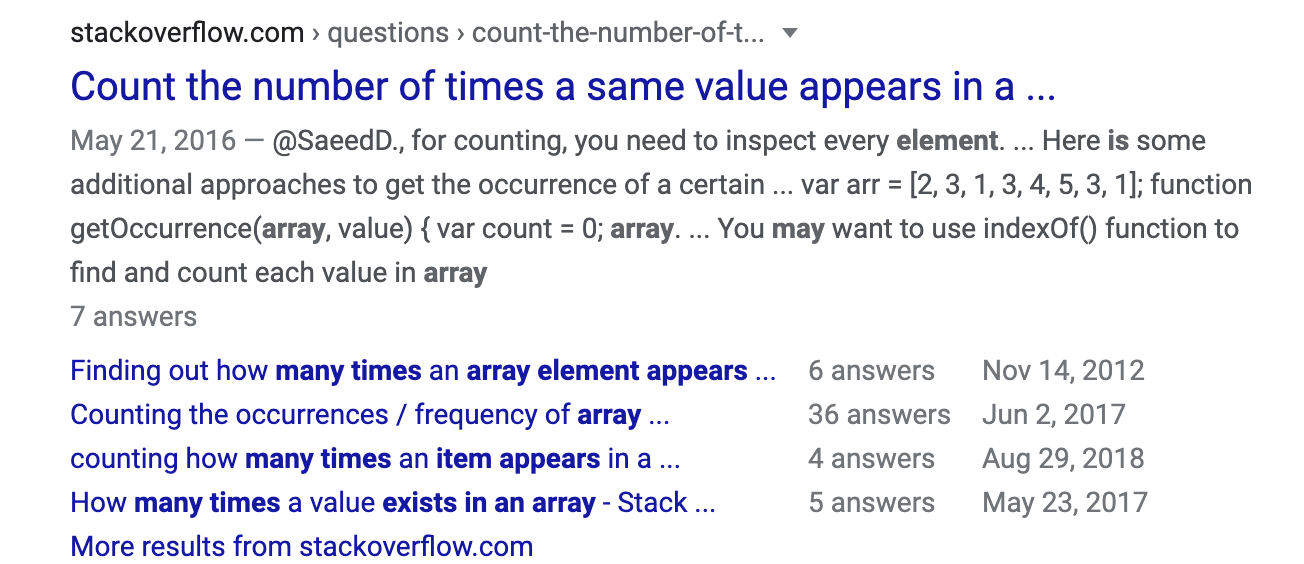 stackoverflow.com › questions › count-the-number-of-t...
Count the number of times a same value appears in a ...
May 21, 2016 — @SaeedD., for counting, you need to inspect every element. ... Here is some
additional approaches to get the occurrence of a certain ... var arr = [2, 3, 1, 3, 4, 5, 3, 1]; function
getOccurrence(array, value) { var count = 0; array. ... You may want to use indexOf() function to
find and count each value in array
7 answers
Finding out how many times an array element appears ... 6 answers Nov 14, 2012
Counting the occurrences / frequency of array ... 36 answers Jun 2, 2017
counting how many times an item appears in a ... 4 answers Aug 29, 2018
How many times a value exists in an array - Stack ... 5 answers May 23, 2017
More results from stackoverflow.com